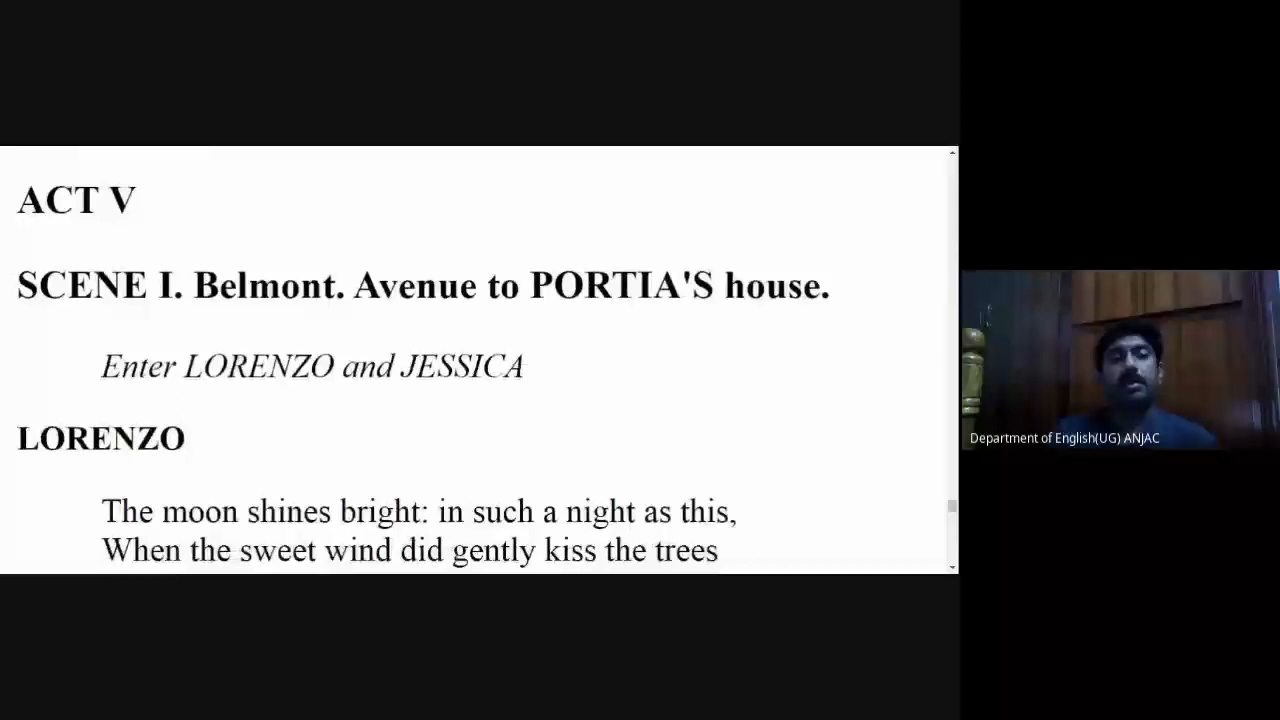 ACT V
SCENE I. Belmont. Avenue to PORTIA'S house.
Enter LORENZO and JESSICA
LORENZO
The moon shines bright: in such a night as this,
When the sweet wind did gently kiss the trees
Department of English(UG) ANJAC